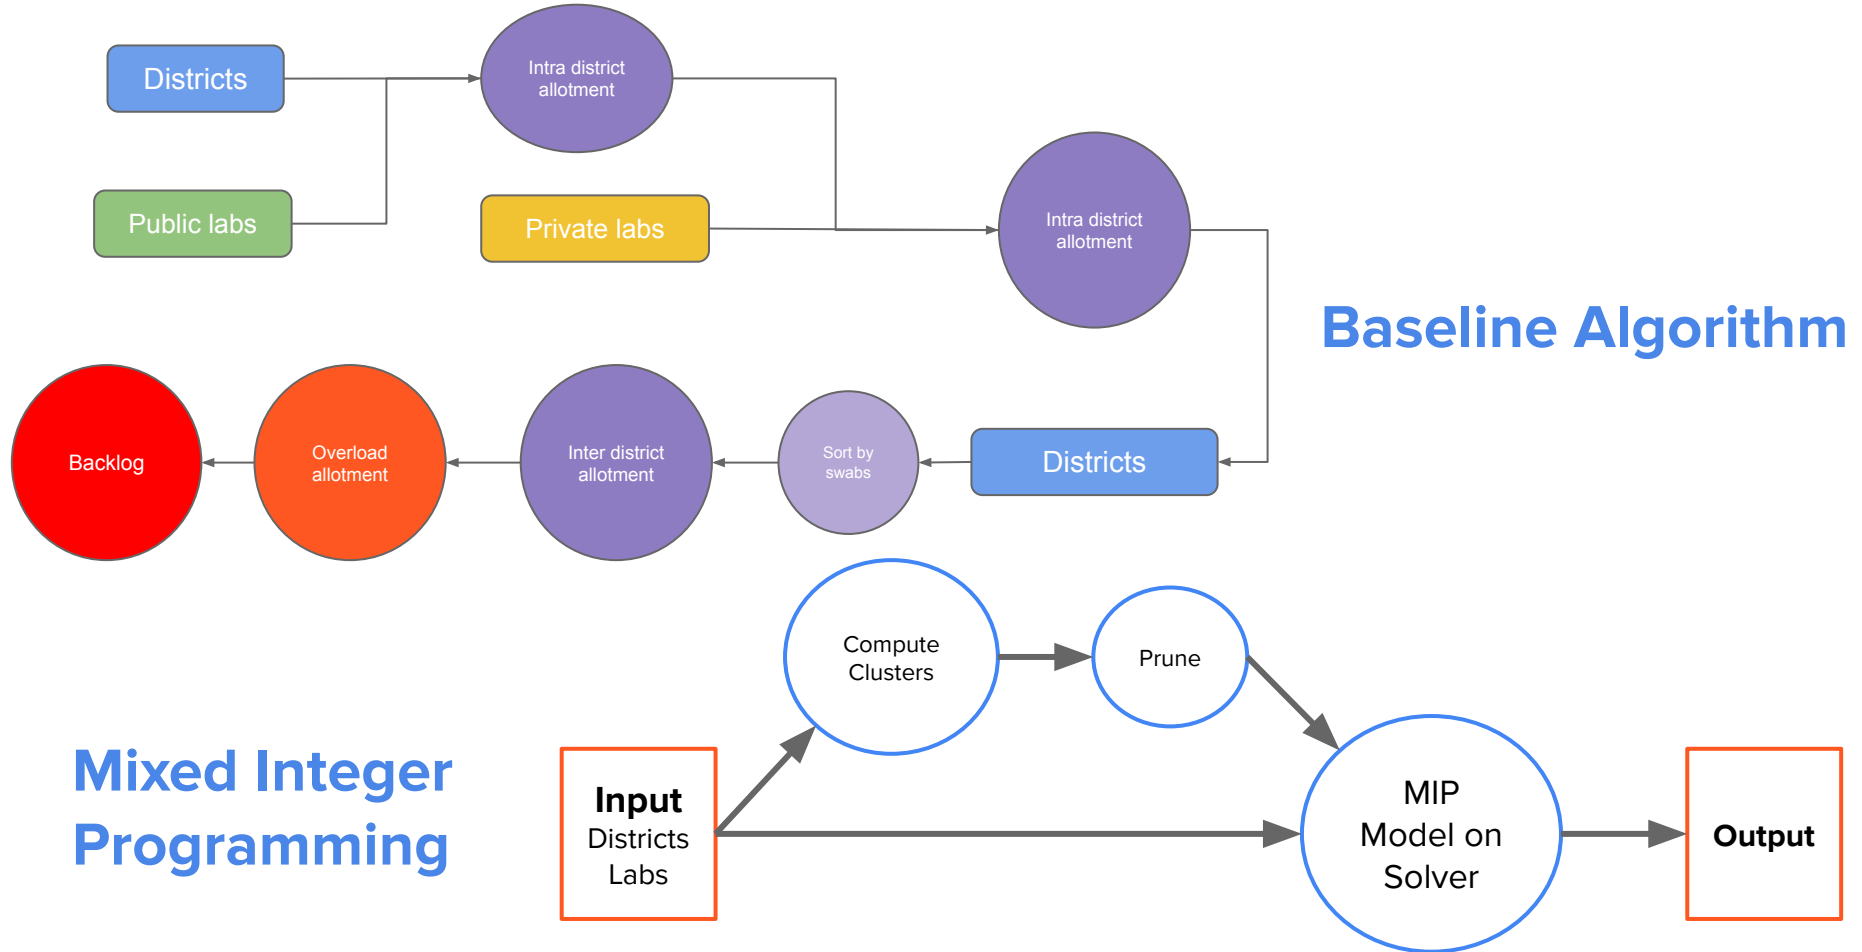 Districts
Intra district
allotment
Public labs
Private labs
Intra district
allotment
Baseline Algorithm
Backlog
Overload
allotment
Inter district
allotment
Sort by
swabs
Districts
Compute
Clusters
Prune
Mixed Integer
Programming
Input
Districts
Labs
MIP
Model on
Solver
Output